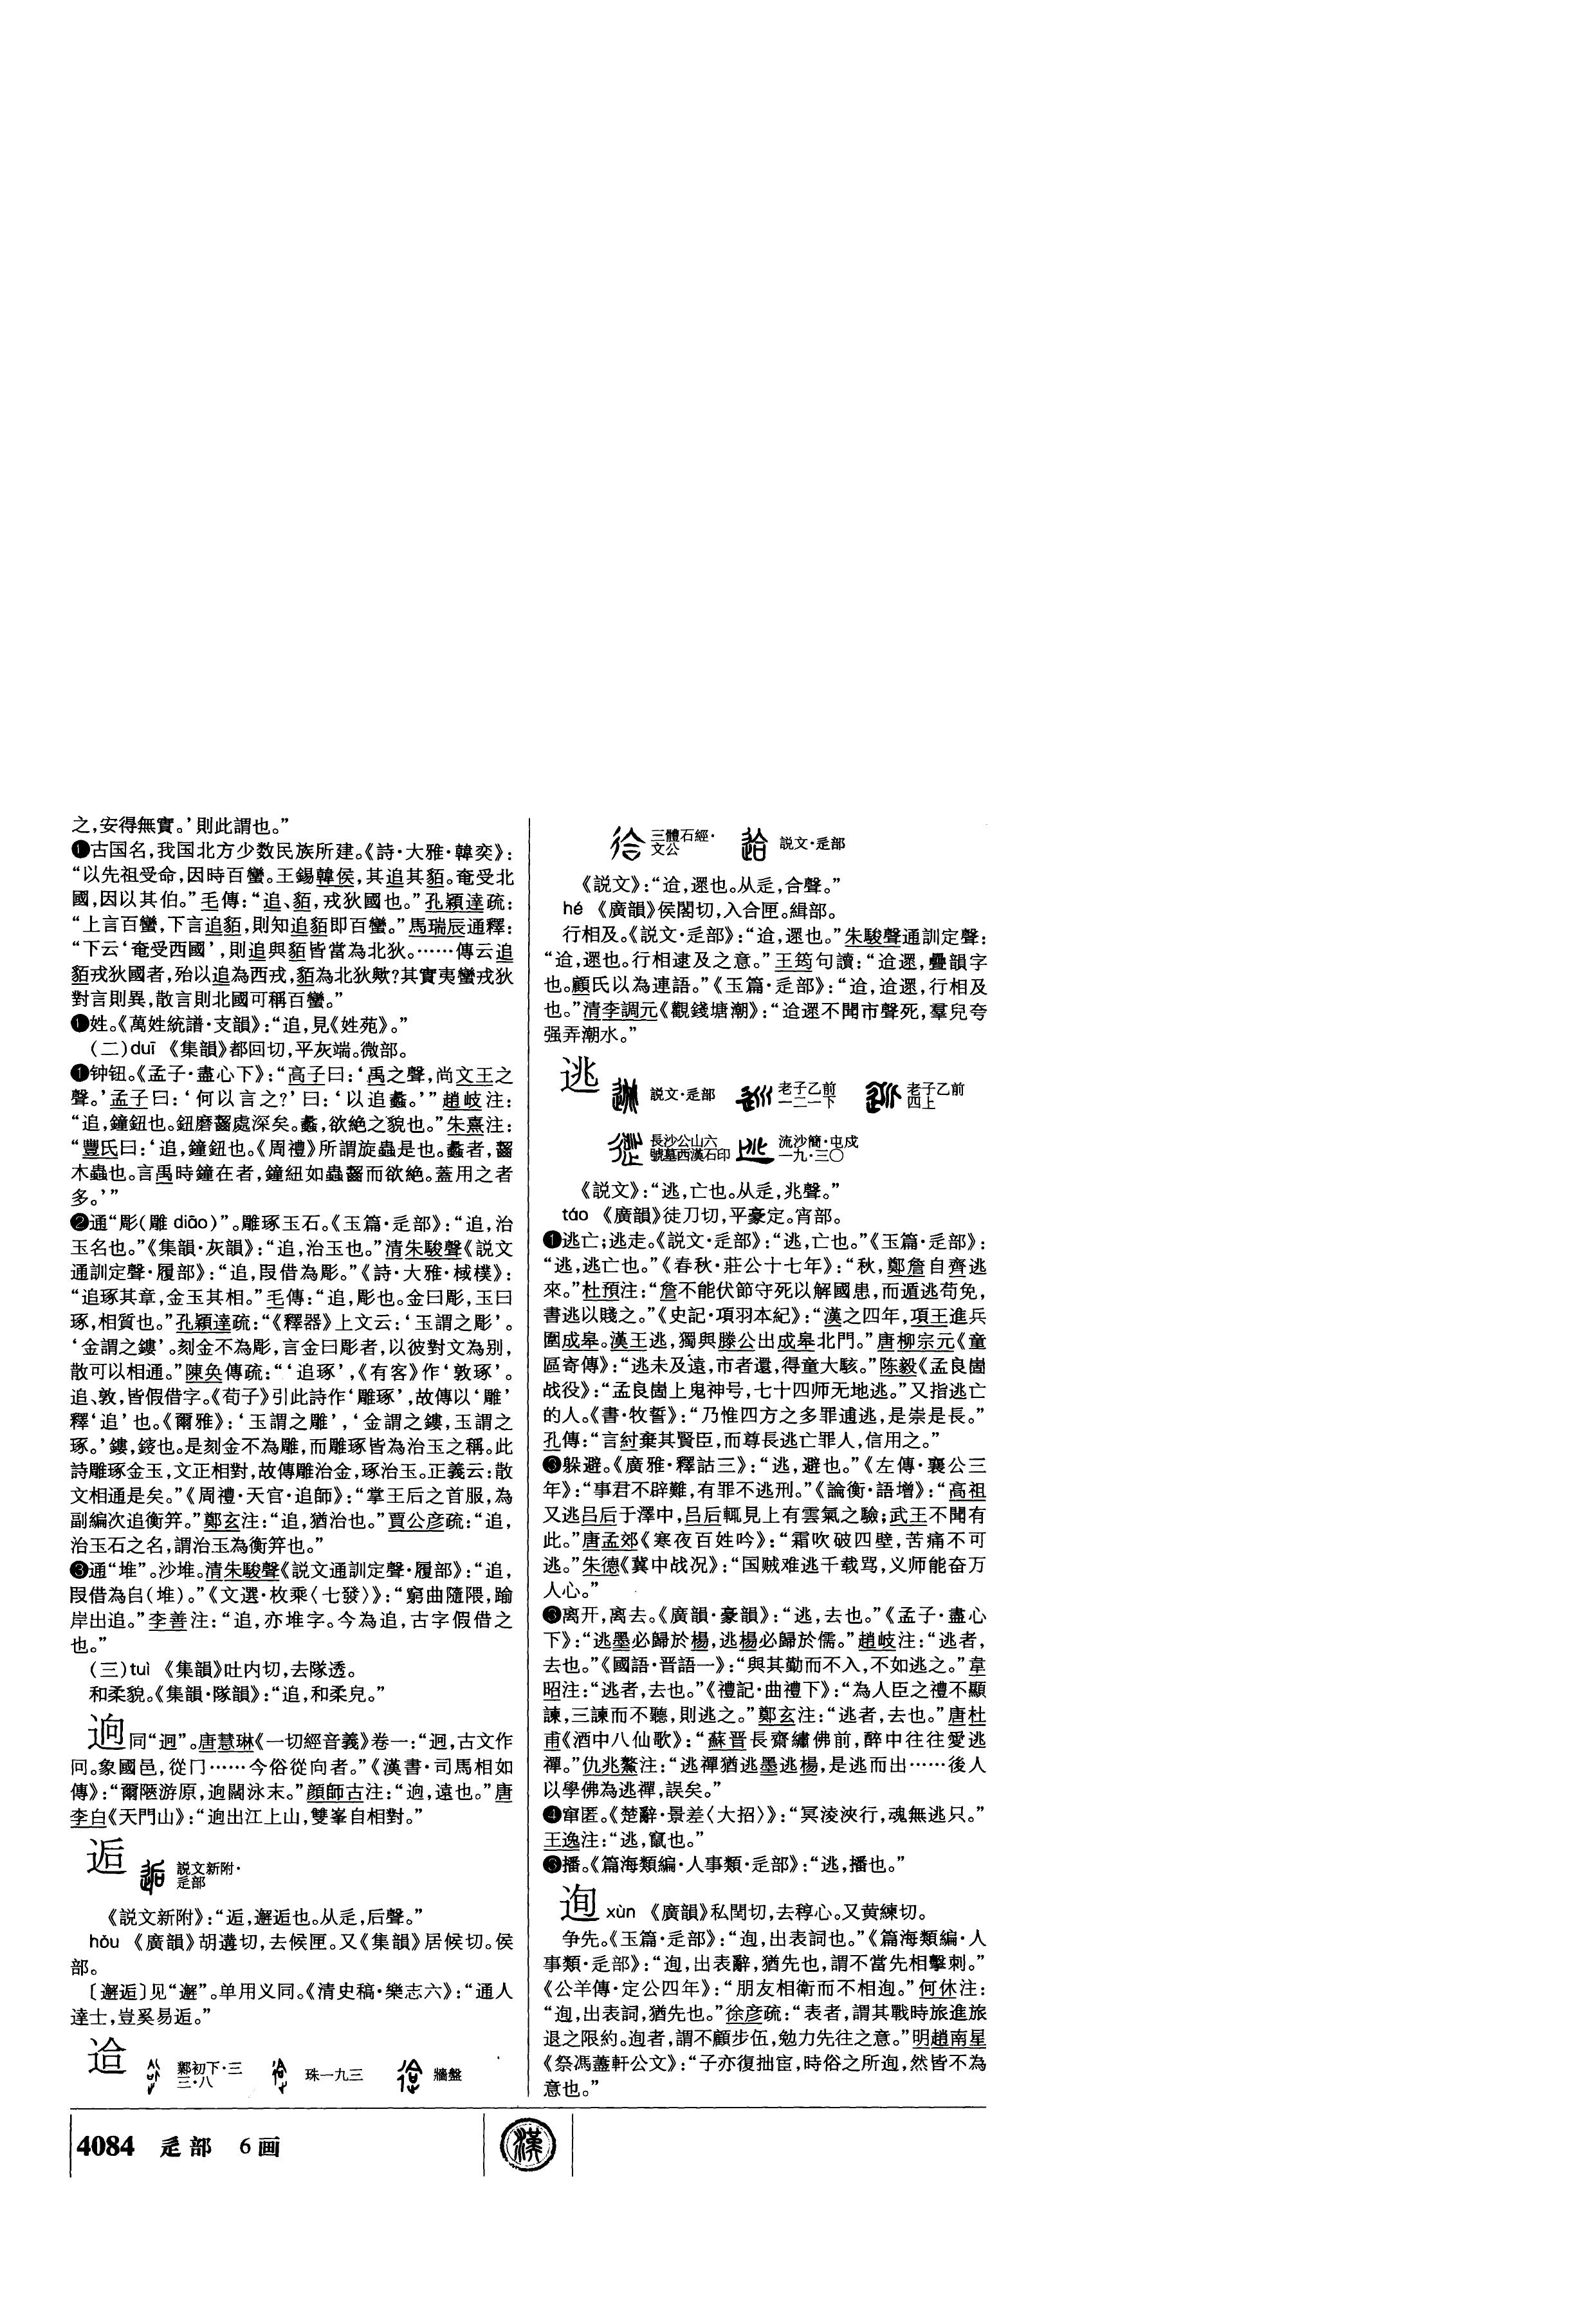 之,安得無實。’則此謂也。”
❶古国名,我国北方少数民族所建。《詩·大雅·韓奕》:
“以先祖受命,因時百蠻。王錫韓侯,其追其貊。奄受北
國,因以其伯。”毛傳:“追、貊,戎狄國也。”孔穎達疏:
“上言百蠻,下言追貊,則知追貊即百蠻。”馬瑞辰通釋:
“下云‘奄受西國’,則追與貊皆當為北狄。……傳云追
貊戎狄國者,殆以追為西戎,貊為北狄歟?其實夷蠻戎狄
對言則異,散言則北國可稱百蠻。”
❶姓。《萬姓統譜·支韻》:“追,見《姓苑》。”
(二)duī 《集韻》都回切,平灰端。微部。
❶钟钮。《孟子·盡心下》:“高子曰:‘禹之聲,尚文王之
聲。’孟子曰:‘何以言之?’曰:‘以追蠡。’”趙岐注:
“追,鐘鈕也。鈕磨齧處深矣。蠡,欲絶之貌也。”朱熹注:
“豐氏曰:‘追,鐘鈕也。《周禮》所謂旋蟲是也。蠡者,齧
木蟲也。言禹時鐘在者,鐘紐如蟲齧而欲絶。蓋用之者
多。’”
❷通“彫(雕diāo)”。雕琢玉石。《玉篇·辵部》:“追,治
玉名也。”《集韻·灰韻》:“追,治玉也。”清朱駿聲《説文
通訓定聲·履部》:“追,叚借為彫。”《詩·大雅·棫樸》:
“追琢其章,金玉其相。”毛傳:“追,彫也。金曰彫,玉曰
琢,相質也。”孔穎達疏:“《釋器》上文云:‘玉謂之彫’。
‘金謂之鏤’。刻金不為彫,言金曰彫者,以彼對文為别,
散可以相通。”陳奂傳疏:“‘追琢’,《有客》作‘敦琢’。
追、敦,皆假借字。《荀子》引此詩作‘雕琢’,故傳以‘雕’
釋‘追’也。《爾雅》:‘玉謂之雕’,‘金謂之鏤,玉謂之
琢。’鏤,鋑也。是刻金不為雕,而雕琢皆為治玉之稱。此
詩雕琢金玉,文正相對,故傳雕治金,琢治玉。正義云:散
文相通是矣。”《周禮·天官·追師》:“掌王后之首服,為
副編次追衡笄。”鄭玄注:“追,猶治也。”賈公彦疏:“追,
治玉石之名,謂治玉為衡笄也。”
❸通“堆”。沙堆。清朱駿聲《説文通訓定聲·履部》:“追,
叚借為𠂤(堆)。”《文選·枚乘〈七發〉》:“窮曲隨隈,踰
岸出追。”李善注:“追,亦堆字。今為追,古字假借之
也。”
(三)tuì 《集韻》吐内切,去隊透。
和柔貌。《集韻·隊韻》:“追,和柔皃。”
逈 同“迥”。唐慧琳《一切經音義》卷一:“迥,古文作
冋。象國邑,從门……今俗從向者。”《漢書·司馬相如
傳》:“爾陿游原,逈闊泳末。”顔師古注:“逈,遠也。”唐
李白《天門山》:“逈出江上山,雙峯自相對。”
逅 説文新附·
辵部
《説文新附》:“逅,邂逅也。从辵,后聲。”
hòu 《廣韻》胡遘切,去候匣。又《集韻》居候切。侯
部。
〔邂逅〕见“邂”。单用义同。《清史稿·樂志六》:“通人
達士,豈奚易逅。”
迨 鄴初下·三
三·八 珠一九三 牆盤
4084 辵部 6画
漢
三體石經·
文公 説文·辵部
《説文》:“迨,遝也。从辵,合聲。”
hé 《廣韻》侯閤切,入合匣。緝部。
行相及。《説文·辵部》:“迨,遝也。”朱駿聲通訓定聲:
“迨,遝也。行相逮及之意。”王筠句讀:“迨遝,疊韻字
也。顧氏以為連語。”《玉篇·辵部》:“迨,迨遝,行相及
也。”清李調元《觀錢塘潮》:“迨遝不聞市聲死,羣兒夸
强弄潮水。”
逃 説文·辵部 老子乙前
一二一下 老子乙前
四上
長沙公山六
號墓西漢石印 流沙簡·屯戍
一九·三〇
《説文》:“逃,亡也。从辵,兆聲。”
táo 《廣韻》徒刀切,平豪定。宵部。
❶逃亡;逃走。《説文·辵部》:“逃,亡也。”《玉篇·辵部》:
“逃,逃亡也。”《春秋·莊公十七年》:“秋,鄭詹自齊逃
來。”杜預注:“詹不能伏節守死以解國患,而遁逃苟免,
書逃以賤之。”《史記·項羽本紀》:“漢之四年,項王進兵
圍成皋。漢王逃,獨與滕公出成皋北門。”唐柳宗元《童
區寄傳》:“逃未及遠,市者還,得童大駭。”陈毅《孟良崮
战役》:“孟良崮上鬼神号,七十四师无地逃。”又指逃亡
的人。《書·牧誓》:“乃惟四方之多罪逋逃,是崇是長。”
孔傳:“言紂棄其賢臣,而尊長逃亡罪人,信用之。”
❸躲避。《廣雅·釋詁三》:“逃,避也。”《左傳·襄公三
年》:“事君不辟難,有罪不逃刑。”《論衡·語增》:“高祖
又逃吕后于澤中,吕后輒見上有雲氣之驗;武王不聞有
此。”唐孟郊《寒夜百姓吟》:“霜吹破四壁,苦痛不可
逃。”朱德《冀中战况》:“国贼难逃千载骂,义师能奋万
人心。”
❸离开,离去。《廣韻·豪韻》:“逃,去也。”《孟子·盡心
下》:“逃墨必歸於楊,逃楊必歸於儒。”趙岐注:“逃者,
去也。”《國語·晋語一》:“與其勤而不入,不如逃之。”韋
昭注:“逃者,去也。”《禮記·曲禮下》:“為人臣之禮不顯
諫,三諫而不聽,則逃之。”鄭玄注:“逃者,去也。”唐杜
甫《酒中八仙歌》:“蘇晋長齋繡佛前,醉中往往愛逃
禪。”仇兆鰲注:“逃禪猶逃墨逃楊,是逃而出……後人
以學佛為逃禪,誤矣。”
❹窜匿。《楚辭·景差〈大招〉》:“冥淩浹行,魂無逃只。”
王逸注:“逃,竄也。”
❺播。《篇海類編·人事類·辵部》:“逃,播也。”
迿 xùn 《廣韻》私閏切,去稕心。又黄練切。
争先。《玉篇·辵部》:“迿,出表詞也。”《篇海類編·人
事類·辵部》:“迿,出表辭,猶先也,謂不當先相擊刺。”
《公羊傳·定公四年》:“朋友相衛而不相迿。”何休注:
“迿,出表詞,猶先也。”徐彦疏:“表者,謂其戰時旅進旅
退之限約。迿者,謂不顧步伍,勉力先往之意。”明趙南星
《祭馮蓋軒公文》:“子亦復拙宦,時俗之所迿,然皆不為
意也。”